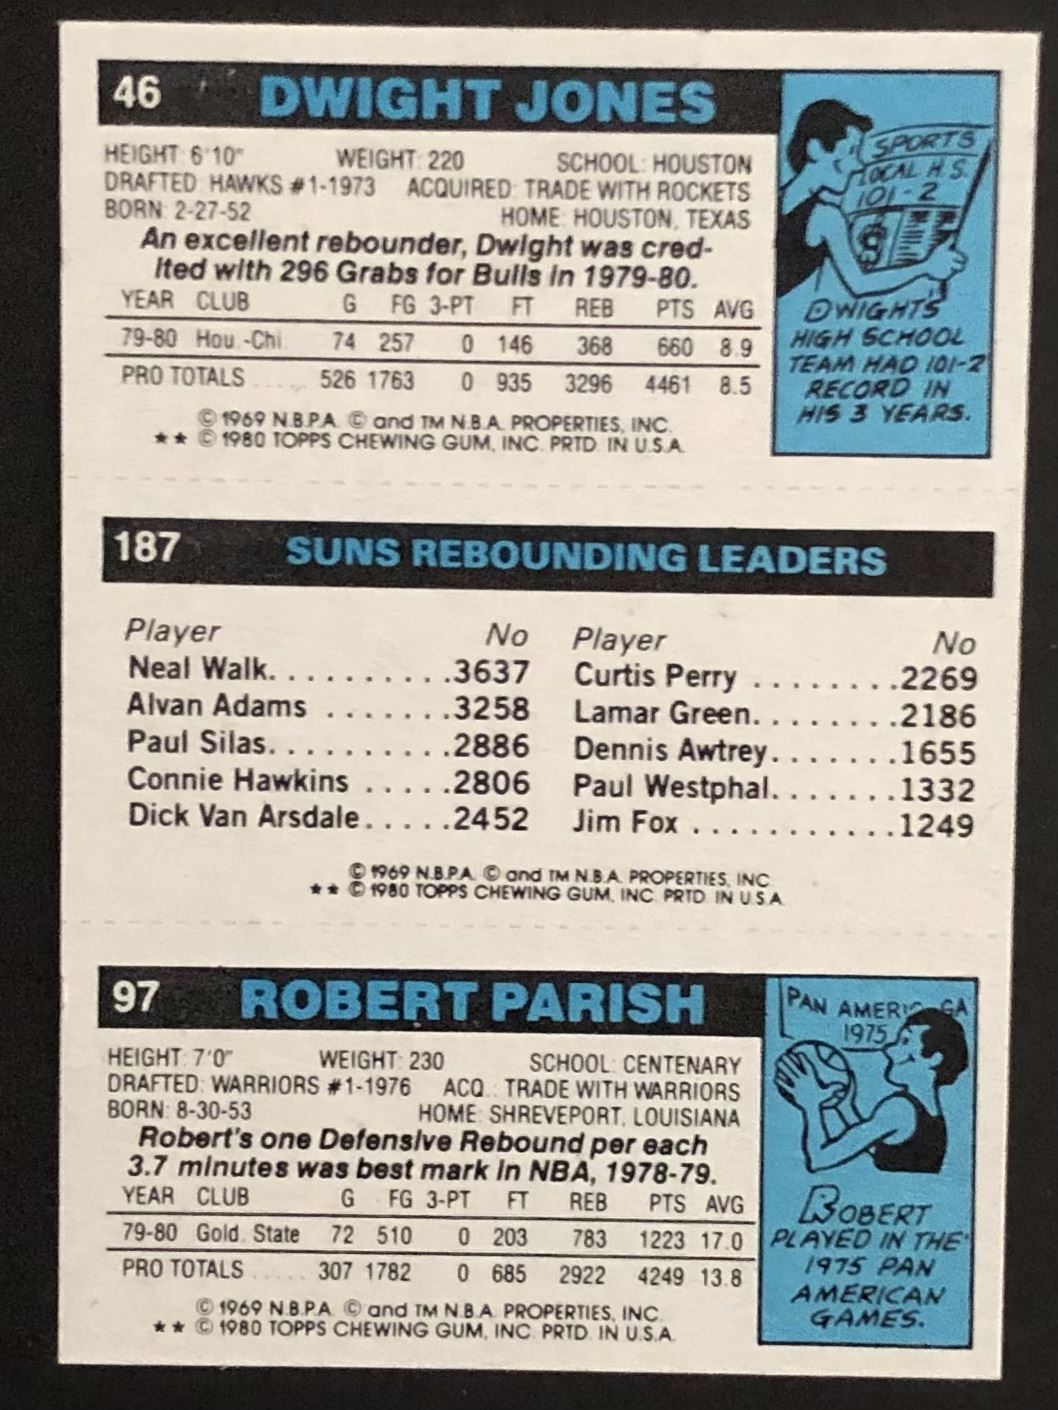 46 DWIGHT JONES
HEIGHT: 6'10" WEIGHT: 220 SCHOOL: HOUSTON
DRAFTED: HAWKS #1-1973 ACQUIRED: TRADE WITH ROCKETS
BORN: 2-27-52 HOME: HOUSTON, TEXAS
An excellent rebounder, Dwight was cred-
ited with 296 Grabs for Bulls in 1979-80.
YEAR CLUB G FG 3-PT FT REB PTS AVG
79-80 Hou.-Chi. 74 257 0 146 368 660 8.9
PRO TOTALS ..... 526 1763 0 935 3296 4461 8.5
© 1969 N.B.P.A. © and TM N.B.A. PROPERTIES, INC.
★★ © 1980 TOPPS CHEWING GUM, INC. PRTD. IN U.S.A.
SPORTS
LOCAL H.S.
101-2
DWIGHT'S
HIGH SCHOOL
TEAM HAD 101-2
RECORD IN
HIS 3 YEARS.
187 SUNS REBOUNDING LEADERS
Player No Player No
Neal Walk..........3637 Curtis Perry ........2269
Alvan Adams .......3258 Lamar Green........2186
Paul Silas..........2886 Dennis Awtrey.......1655
Connie Hawkins .....2806 Paul Westphal.......1332
Dick Van Arsdale.....2452 Jim Fox ...........1249
© 1969 N.B.P.A. © and TM N.B.A. PROPERTIES, INC.
★★ © 1980 TOPPS CHEWING GUM, INC. PRTD. IN U.S.A.
97 ROBERT PARISH
HEIGHT: 7'0" WEIGHT: 230 SCHOOL: CENTENARY
DRAFTED: WARRIORS #1-1976 ACQ.: TRADE WITH WARRIORS
BORN: 8-30-53 HOME: SHREVEPORT, LOUISIANA
Robert's one Defensive Rebound per each
3.7 minutes was best mark in NBA, 1978-79.
YEAR CLUB G FG 3-PT FT REB PTS AVG
79-80 Gold. State 72 510 0 203 783 1223 17.0
PRO TOTALS ..... 307 1782 0 685 2922 4249 13.8
© 1969 N.B.P.A. © and TM N.B.A. PROPERTIES, INC.
★★ © 1980 TOPPS CHEWING GUM, INC. PRTD. IN U.S.A.
PAN AMERIC GA
1975
ROBERT
PLAYED IN THE
1975 PAN
AMERICAN
GAMES.